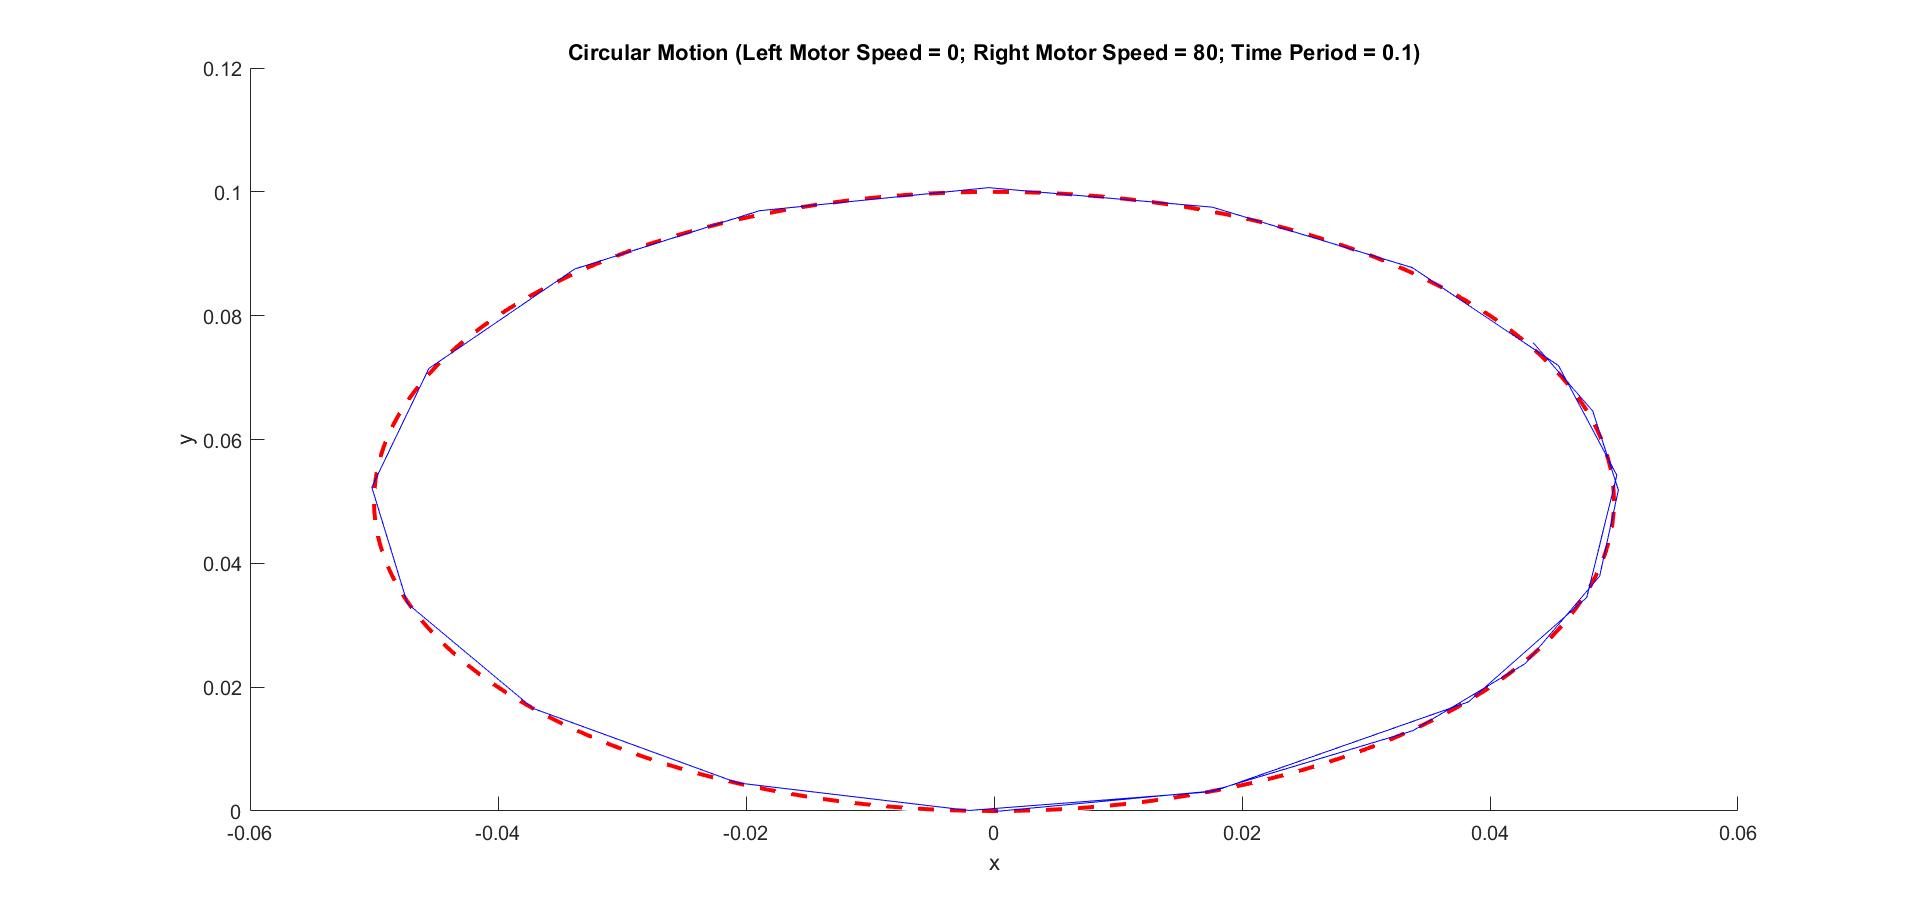 Circular Motion (Left Motor Speed = 0; Right Motor Speed = 80; Time Period = 0.1)
0.12
0.1
0.08
0.06
0.04
0.02
0
y
-0.06 -0.04 -0.02 0 0.02 0.04 0.06
x